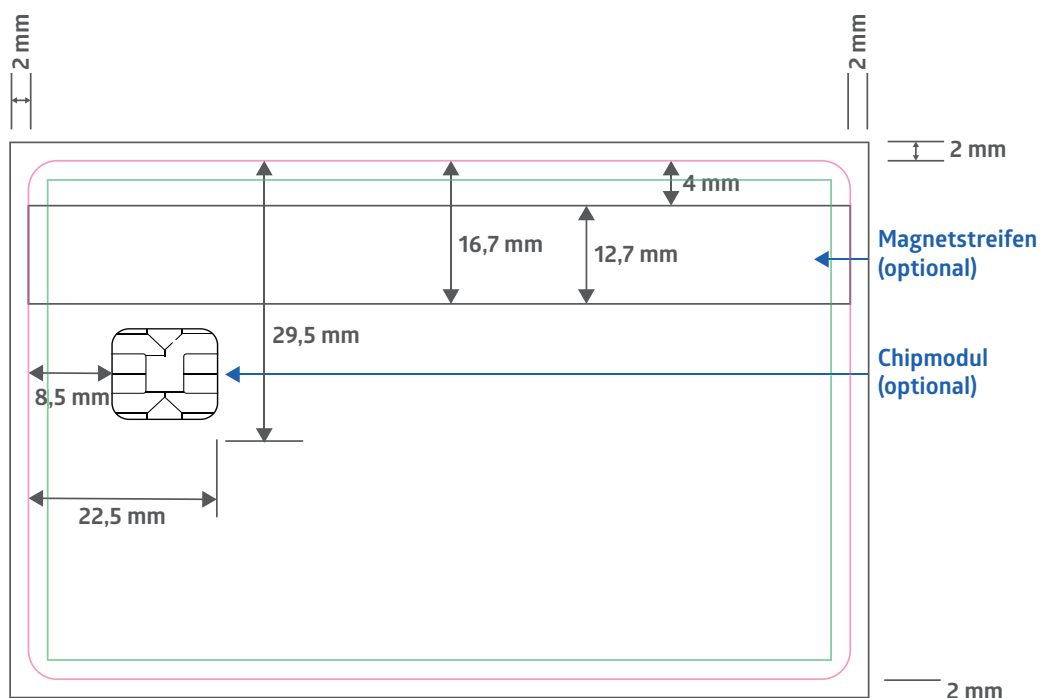 2 mm
2 mm
2 mm
4 mm
16,7 mm
12,7 mm
Magnetstreifen
(optional)
29,5 mm
Chipmodul
(optional)
8,5 mm
22,5 mm
2 mm